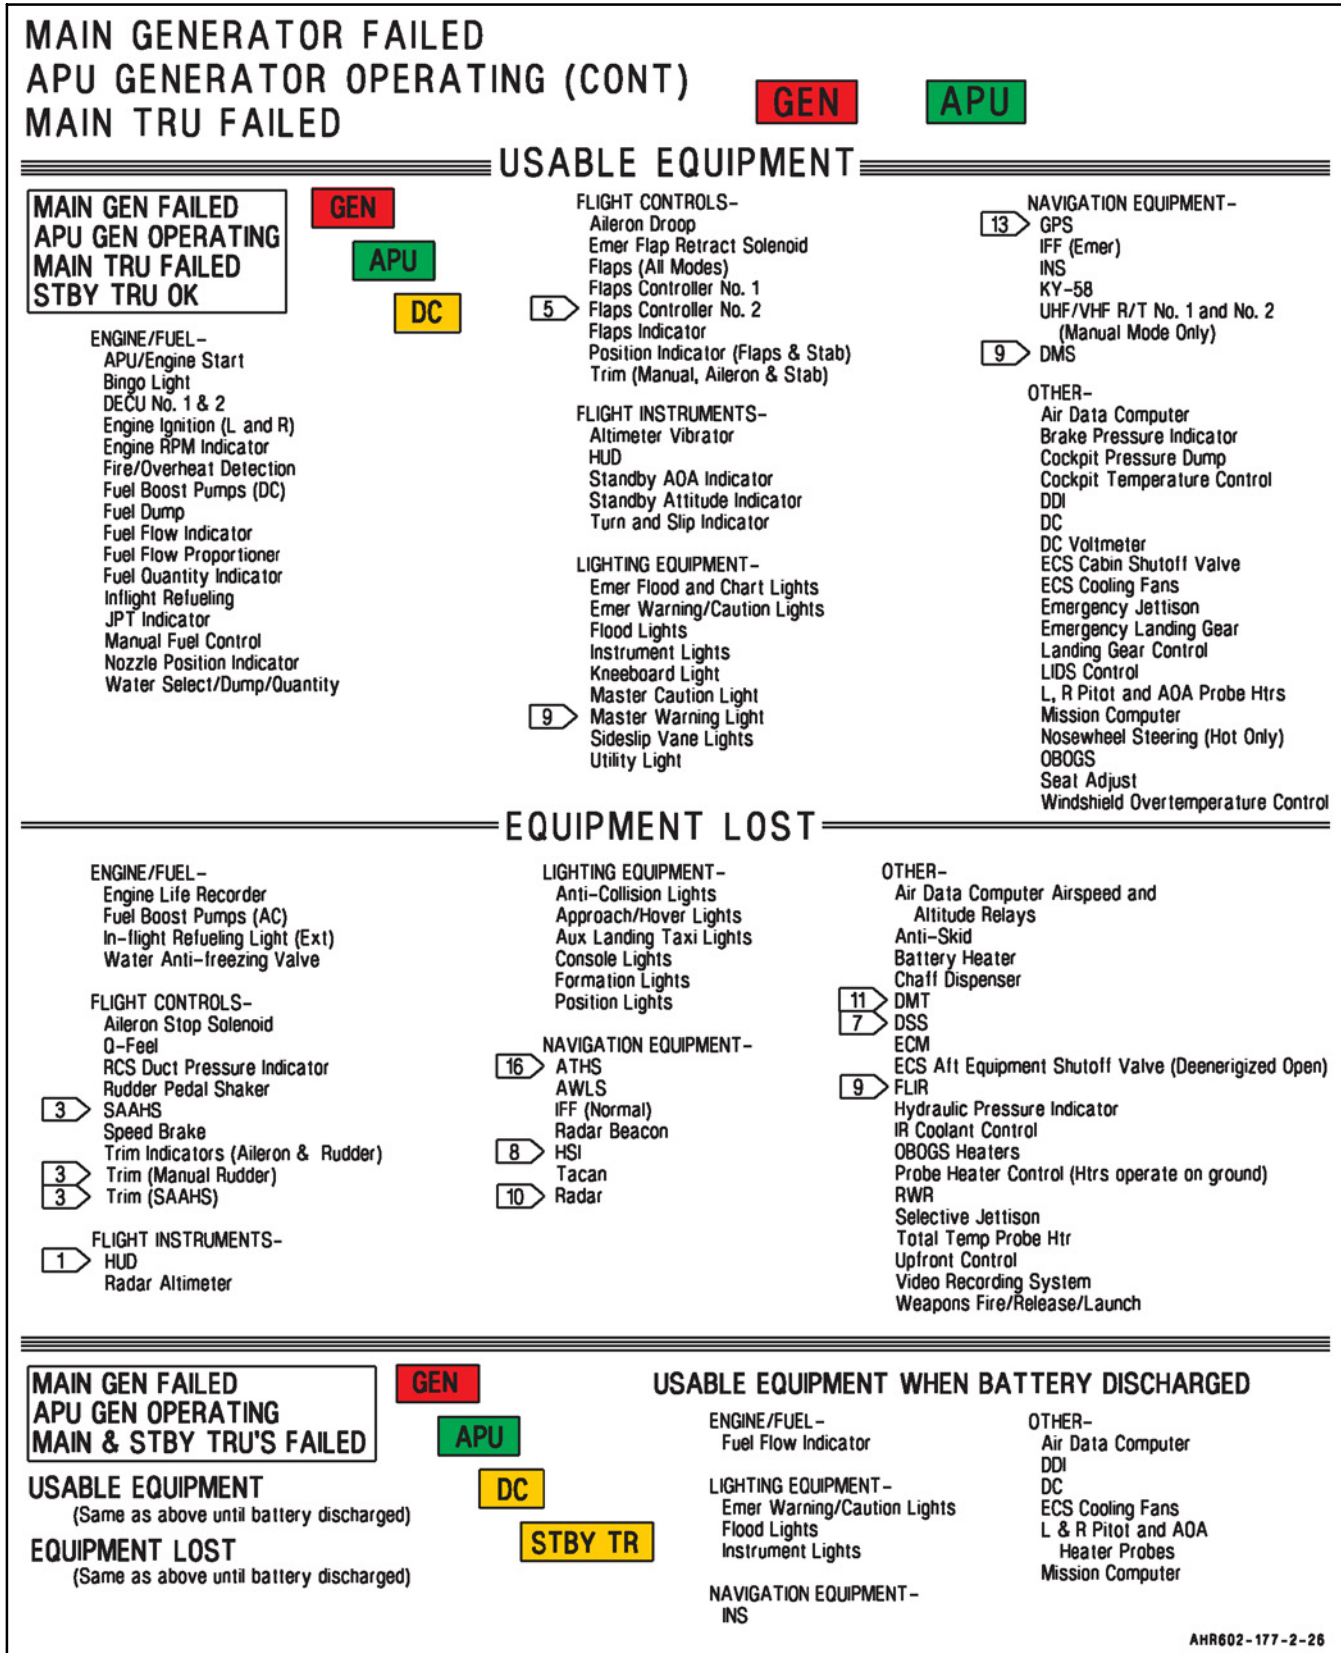 MAIN GENERATOR FAILED
APU GENERATOR OPERATING (CONT)
MAIN TRU FAILED
GEN
APU
USABLE EQUIPMENT
MAIN GEN FAILED
APU GEN OPERATING
MAIN TRU FAILED
STBY TRU OK
GEN
APU
DC
ENGINE/FUEL-
APU/Engine Start
Bingo Light
DECU No. 1 & 2
Engine Ignition (L and R)
Engine RPM Indicator
Fire/Overheat Detection
Fuel Boost Pumps (DC)
Fuel Dump
Fuel Flow Indicator
Fuel Flow Proportioner
Fuel Quantity Indicator
Inflight Refueling
JPT Indicator
Manual Fuel Control
Nozzle Position Indicator
Water Select/Dump/Quantity
FLIGHT CONTROLS-
Aileron Droop
Emer Flap Retract Solenoid
Flaps (All Modes)
Flaps Controller No. 1
5 Flaps Controller No. 2
Flaps Indicator
Position Indicator (Flaps & Stab)
Trim (Manual, Aileron & Stab)
FLIGHT INSTRUMENTS-
Altimeter Vibrator
HUD
Standby AOA Indicator
Standby Attitude Indicator
Turn and Slip Indicator
LIGHTING EQUIPMENT-
Emer Flood and Chart Lights
Emer Warning/Caution Lights
Flood Lights
Instrument Lights
Kneeboard Light
Master Caution Light
9 Master Warning Light
Sideslip Vane Lights
Utility Light
NAVIGATION EQUIPMENT-
13 GPS
IFF (Emer)
INS
KY-58
UHF/VHF R/T No. 1 and No. 2
(Manual Mode Only)
9 DMS
OTHER-
Air Data Computer
Brake Pressure Indicator
Cockpit Pressure Dump
Cockpit Temperature Control
DDI
DC
DC Voltmeter
ECS Cabin Shutoff Valve
ECS Cooling Fans
Emergency Jettison
Emergency Landing Gear
Landing Gear Control
LIDS Control
L, R Pitot and AOA Probe Htrs
Mission Computer
Nosewheel Steering (Hot Only)
OBOGS
Seat Adjust
Windshield Overtemperature Control
EQUIPMENT LOST
ENGINE/FUEL-
Engine Life Recorder
Fuel Boost Pumps (AC)
In-flight Refueling Light (Ext)
Water Anti-freezing Valve
FLIGHT CONTROLS-
Aileron Stop Solenoid
Q-Feel
RCS Duct Pressure Indicator
Rudder Pedal Shaker
3 SAAHS
Speed Brake
Trim Indicators (Aileron & Rudder)
3 Trim (Manual Rudder)
3 Trim (SAAHS)
FLIGHT INSTRUMENTS-
1 HUD
Radar Altimeter
LIGHTING EQUIPMENT-
Anti-Collision Lights
Approach/Hover Lights
Aux Landing Taxi Lights
Console Lights
Formation Lights
Position Lights
NAVIGATION EQUIPMENT-
16 ATHS
AWLS
IFF (Normal)
Radar Beacon
8 HSI
Tacan
10 Radar
OTHER-
Air Data Computer Airspeed and
Altitude Relays
Anti-Skid
Battery Heater
Chaff Dispenser
11 DMT
7 DSS
ECM
ECS Aft Equipment Shutoff Valve (Deenerigized Open)
9 FLIR
Hydraulic Pressure Indicator
IR Coolant Control
OBOGS Heaters
Probe Heater Control (Htrs operate on ground)
RWR
Selective Jettison
Total Temp Probe Htr
Upfront Control
Video Recording System
Weapons Fire/Release/Launch
MAIN GEN FAILED
APU GEN OPERATING
MAIN & STBY TRU'S FAILED
GEN
APU
DC
STBY TR
USABLE EQUIPMENT
(Same as above until battery discharged)
EQUIPMENT LOST
(Same as above until battery discharged)
USABLE EQUIPMENT WHEN BATTERY DISCHARGED
ENGINE/FUEL-
Fuel Flow Indicator
LIGHTING EQUIPMENT-
Emer Warning/Caution Lights
Flood Lights
Instrument Lights
NAVIGATION EQUIPMENT-
INS
OTHER-
Air Data Computer
DDI
DC
ECS Cooling Fans
L & R Pitot and AOA
Heater Probes
Mission Computer
AHR602-177-2-26